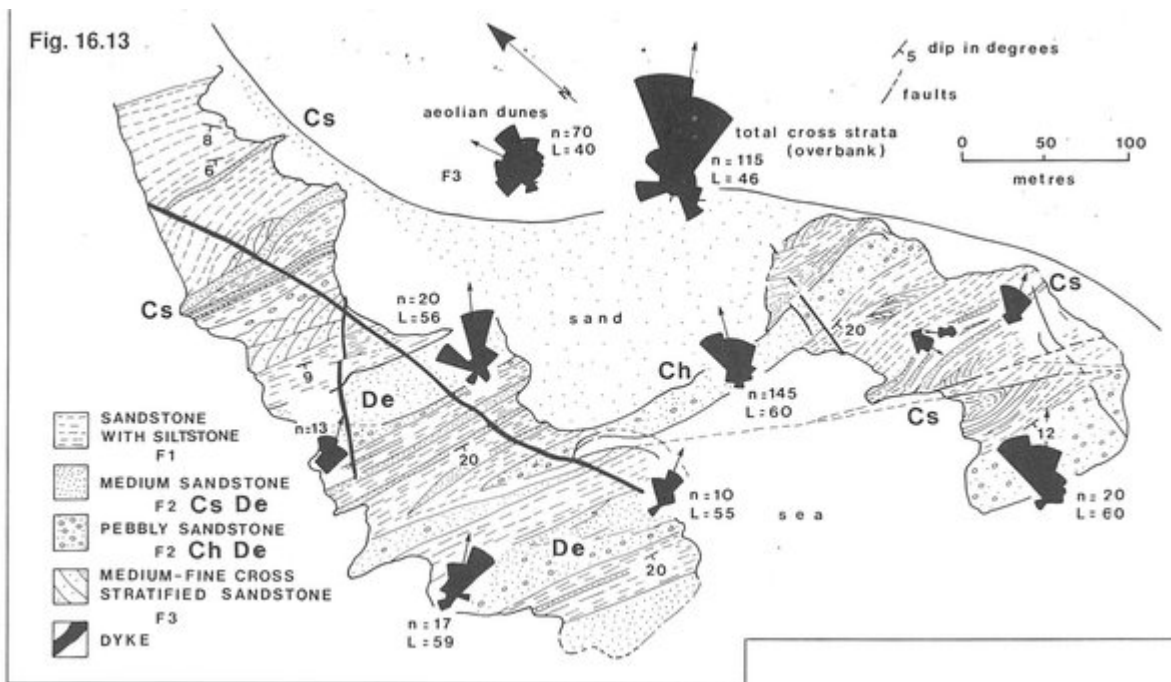 Fig. 16.13
5 dip in degrees
faults
0 50 100
metres
aeolian dunes
n=70
L=40
F3
total cross strata
(overbank)
n=115
L=46
N
Cs
8
6
Cs
n=20
L=56
sand
20
Cs
Ch
De
9
n=13
n=145
L=60
Cs
20
12
n=10
L=55
sea
n=20
L=60
De
20
n=17
L=59
SANDSTONE
WITH SILTSTONE
F1
MEDIUM SANDSTONE
F2 Cs De
PEBBLY SANDSTONE
F2 Ch De
MEDIUM-FINE CROSS
STRATIFIED SANDSTONE
F3
DYKE